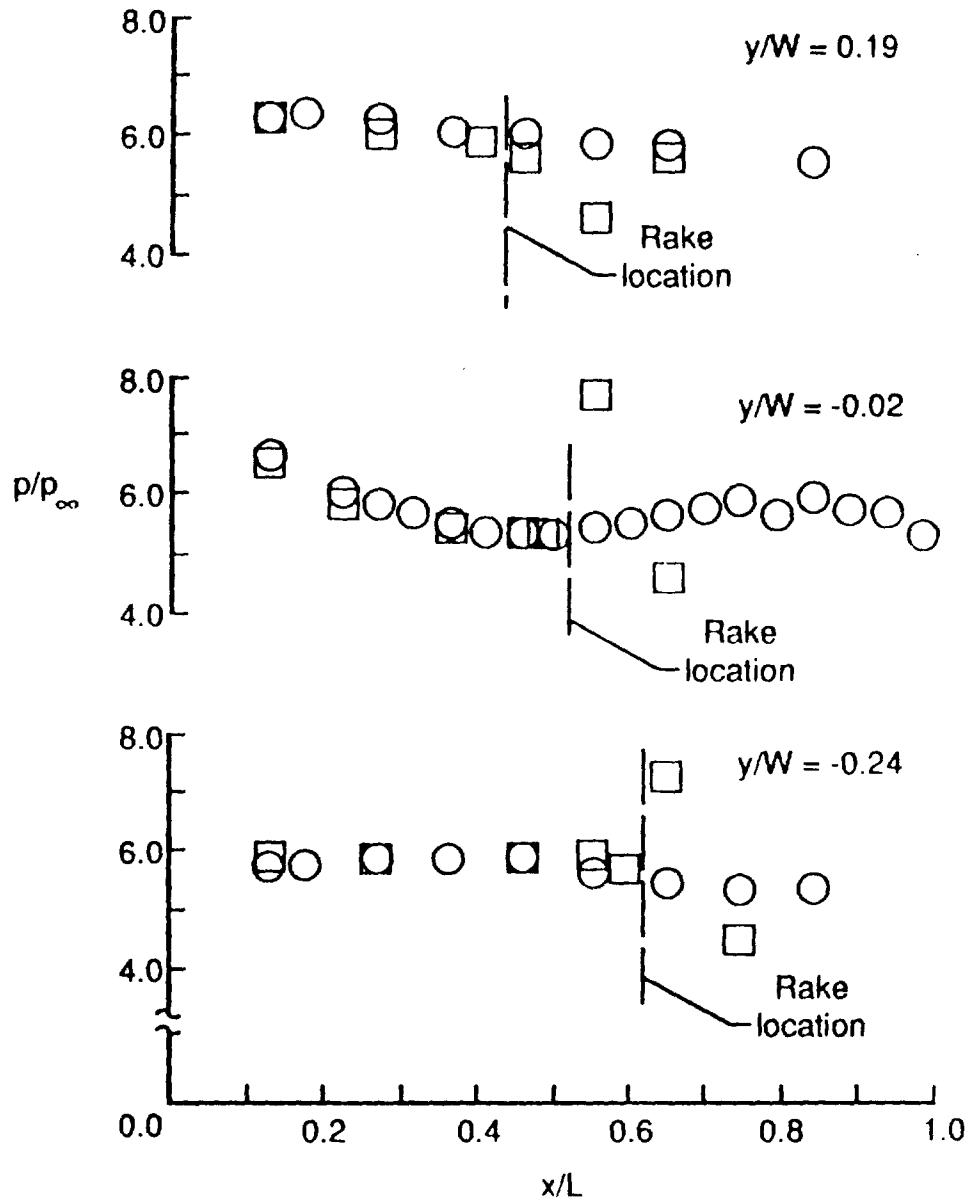 8.0
y/W = 0.19
6.0
4.0
Rake
location
8.0
y/W = -0.02
p/p∞
6.0
4.0
Rake
location
8.0
y/W = -0.24
6.0
4.0
Rake
location
0.0
0.2
0.4
0.6
0.8
1.0
x/L